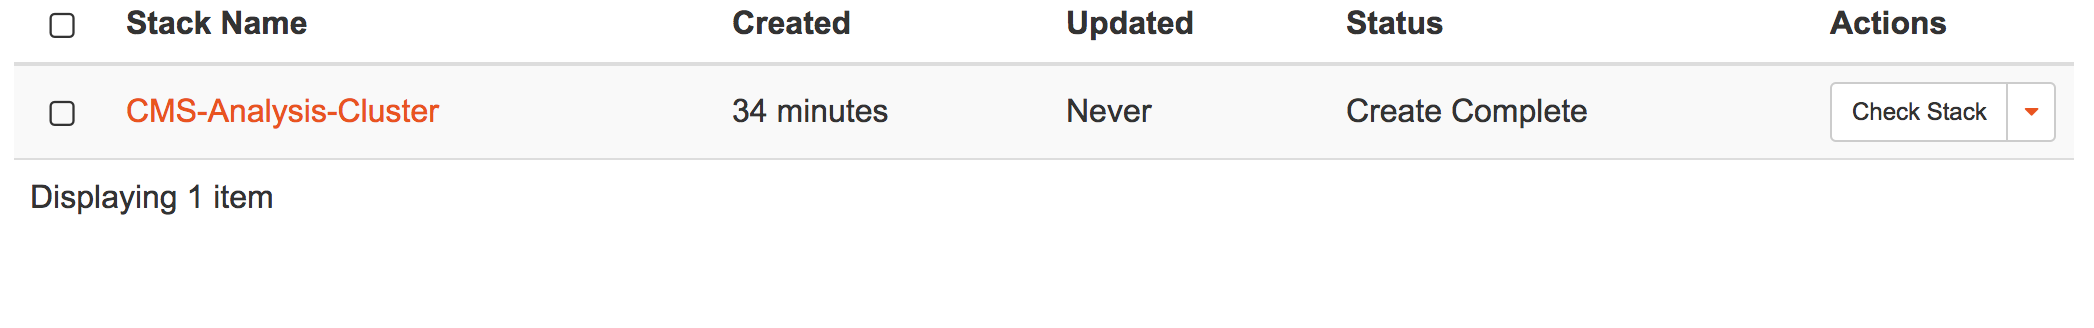 Stack Name Created Updated Status Actions
CMS-Analysis-Cluster 34 minutes Never Create Complete Check Stack
Displaying 1 item